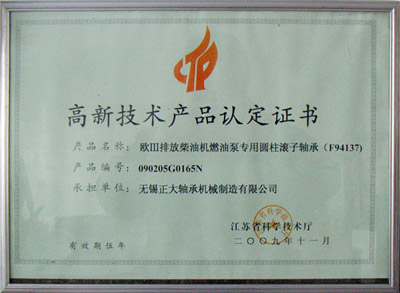 CTP
高新技术产品认定证书
产品名称: 欧Ⅲ排放柴油机燃油泵专用圆柱滚子轴承(F94137)
产品编号: 090205G0165N
承担单位: 无锡正大轴承机械制造有限公司
江苏省科学技术厅
有效期伍年
二〇〇九年十一月